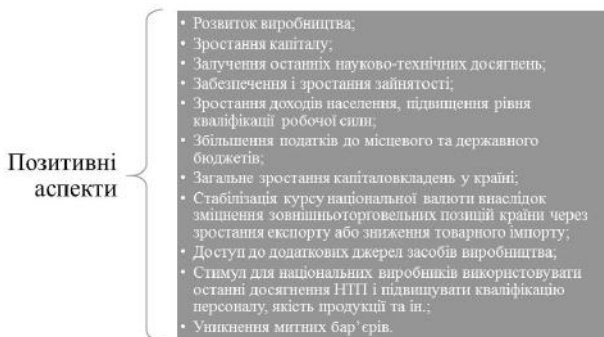 Позитивні
аспекти
• Розвиток виробництва;
• Зростання капіталу;
• Залучення останніх науково-технічних досягнень;
• Забезпечення і зростання зайнятості;
• Зростання доходів населення, підвищення рівня
кваліфікації робочої сили;
• Збільшення податків до місцевого та державного
бюджетів;
• Загальне зростання капіталовкладень у країні;
• Стабілізація курсу національної валюти внаслідок
зміцнення зовнішньоторговельних позицій країни через
зростання експорту або зниження товарного імпорту;
• Доступ до додаткових джерел засобів виробництва;
• Стимул для національних виробників використовувати
останні досягнення НТП і підвищувати кваліфікацію
персоналу, якість продукції та ін.;
• Уникнення митних бар’єрів.